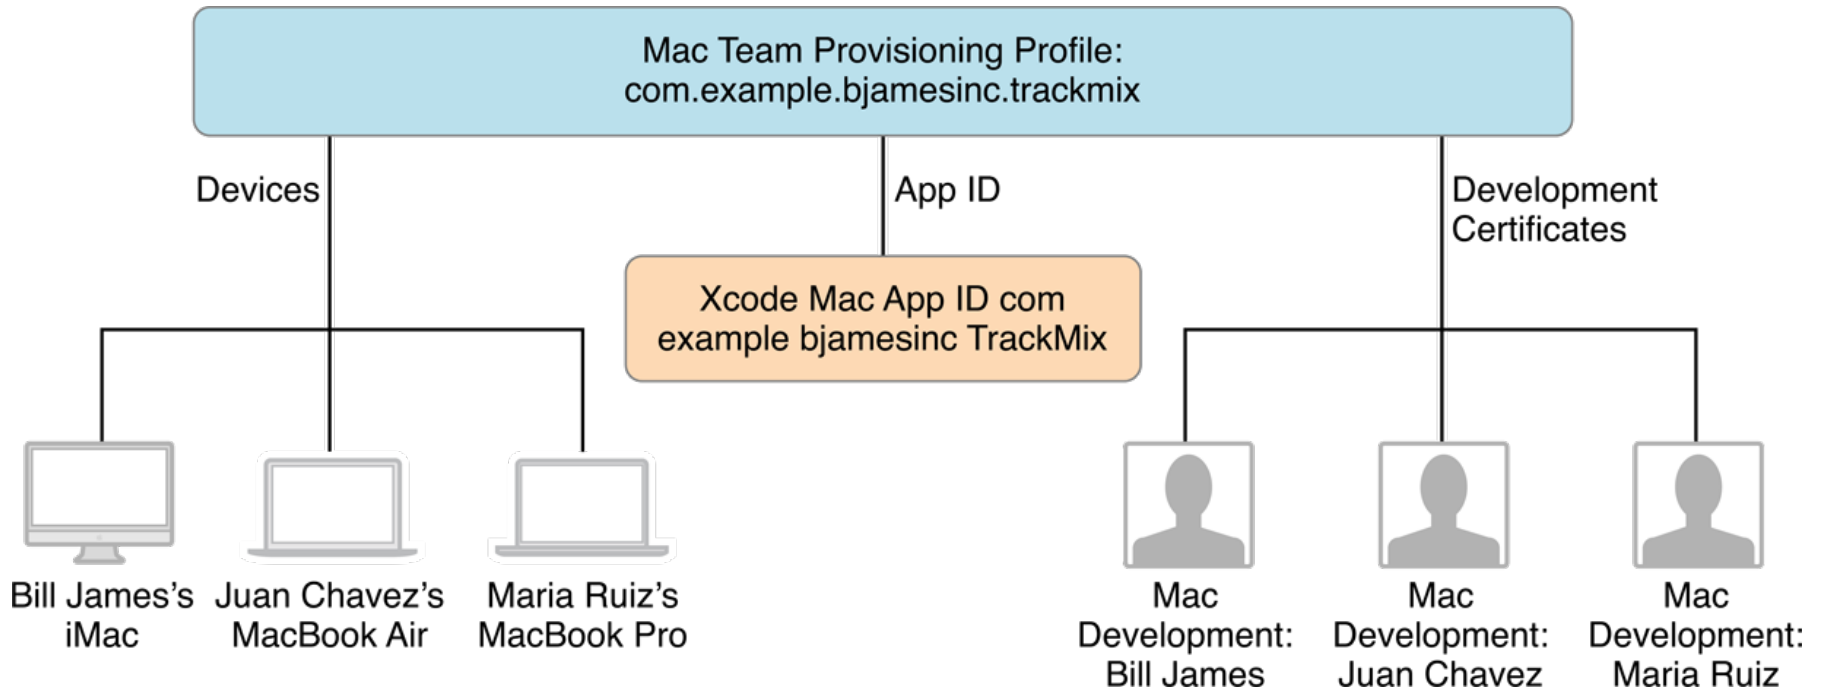 Mac Team Provisioning Profile:
com.example.bjamesinc.trackmix
Devices
App ID
Development
Certificates
Xcode Mac App ID com
example bjamesinc TrackMix
Bill James’s
iMac
Juan Chavez’s
MacBook Air
Maria Ruiz’s
MacBook Pro
Mac
Development:
Bill James
Mac
Development:
Juan Chavez
Mac
Development:
Maria Ruiz